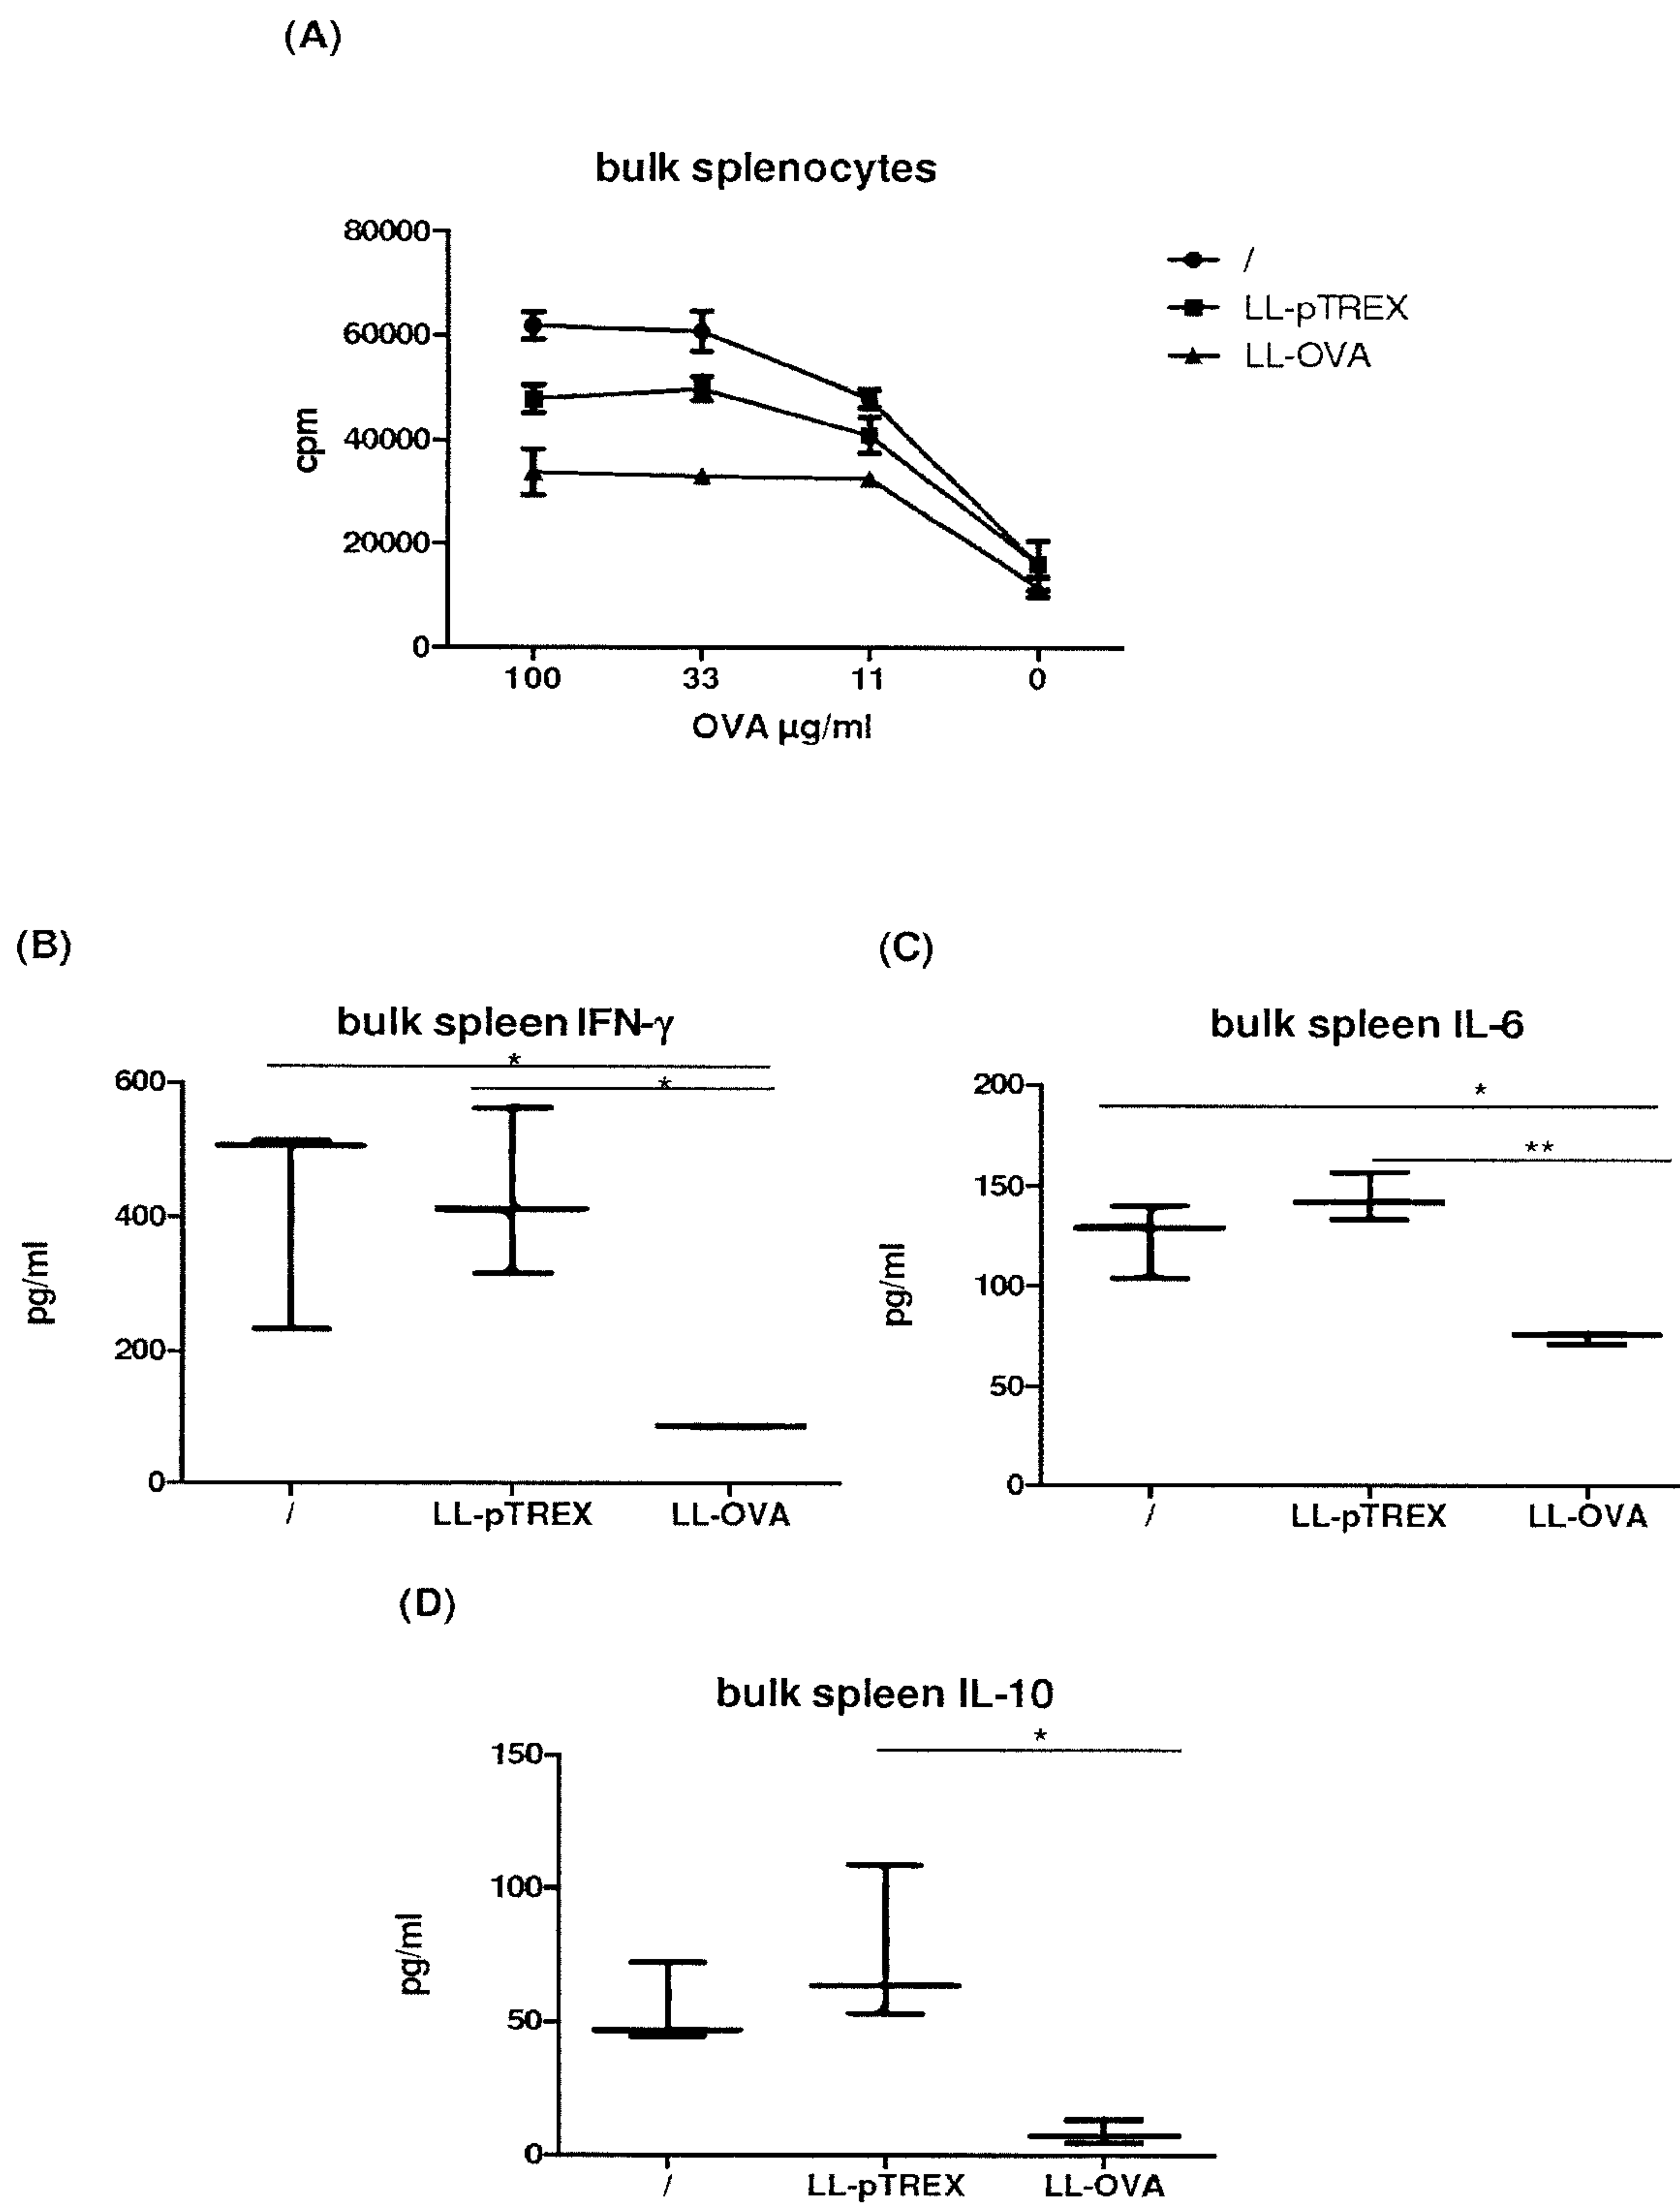 (A)
bulk splenocytes
80000
60000
40000
20000
0
cpm
100 33 11 0
OVA µg/ml
/
LL-pTREX
LL-OVA
(B)
bulk spleen IFN-γ
*
*
600
400
200
0
pg/ml
/ LL-pTREX LL-OVA
(C)
bulk spleen IL-6
*
**
200
150
100
50
0
pg/ml
/ LL-pTREX LL-OVA
(D)
bulk spleen IL-10
*
150
100
50
0
pg/ml
/ LL-pTREX LL-OVA